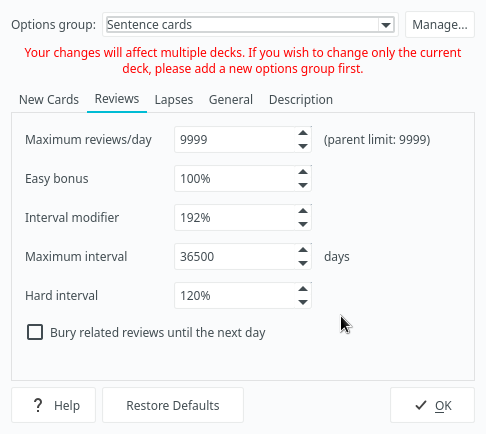 Options group: Sentence cards Manage...
Your changes will affect multiple decks. If you wish to change only the current
deck, please add a new options group first.
New Cards Reviews Lapses General Description
Maximum reviews/day 9999 (parent limit: 9999)
Easy bonus 100%
Interval modifier 192%
Maximum interval 36500 days
Hard interval 120%
Bury related reviews until the next day
? Help Restore Defaults OK